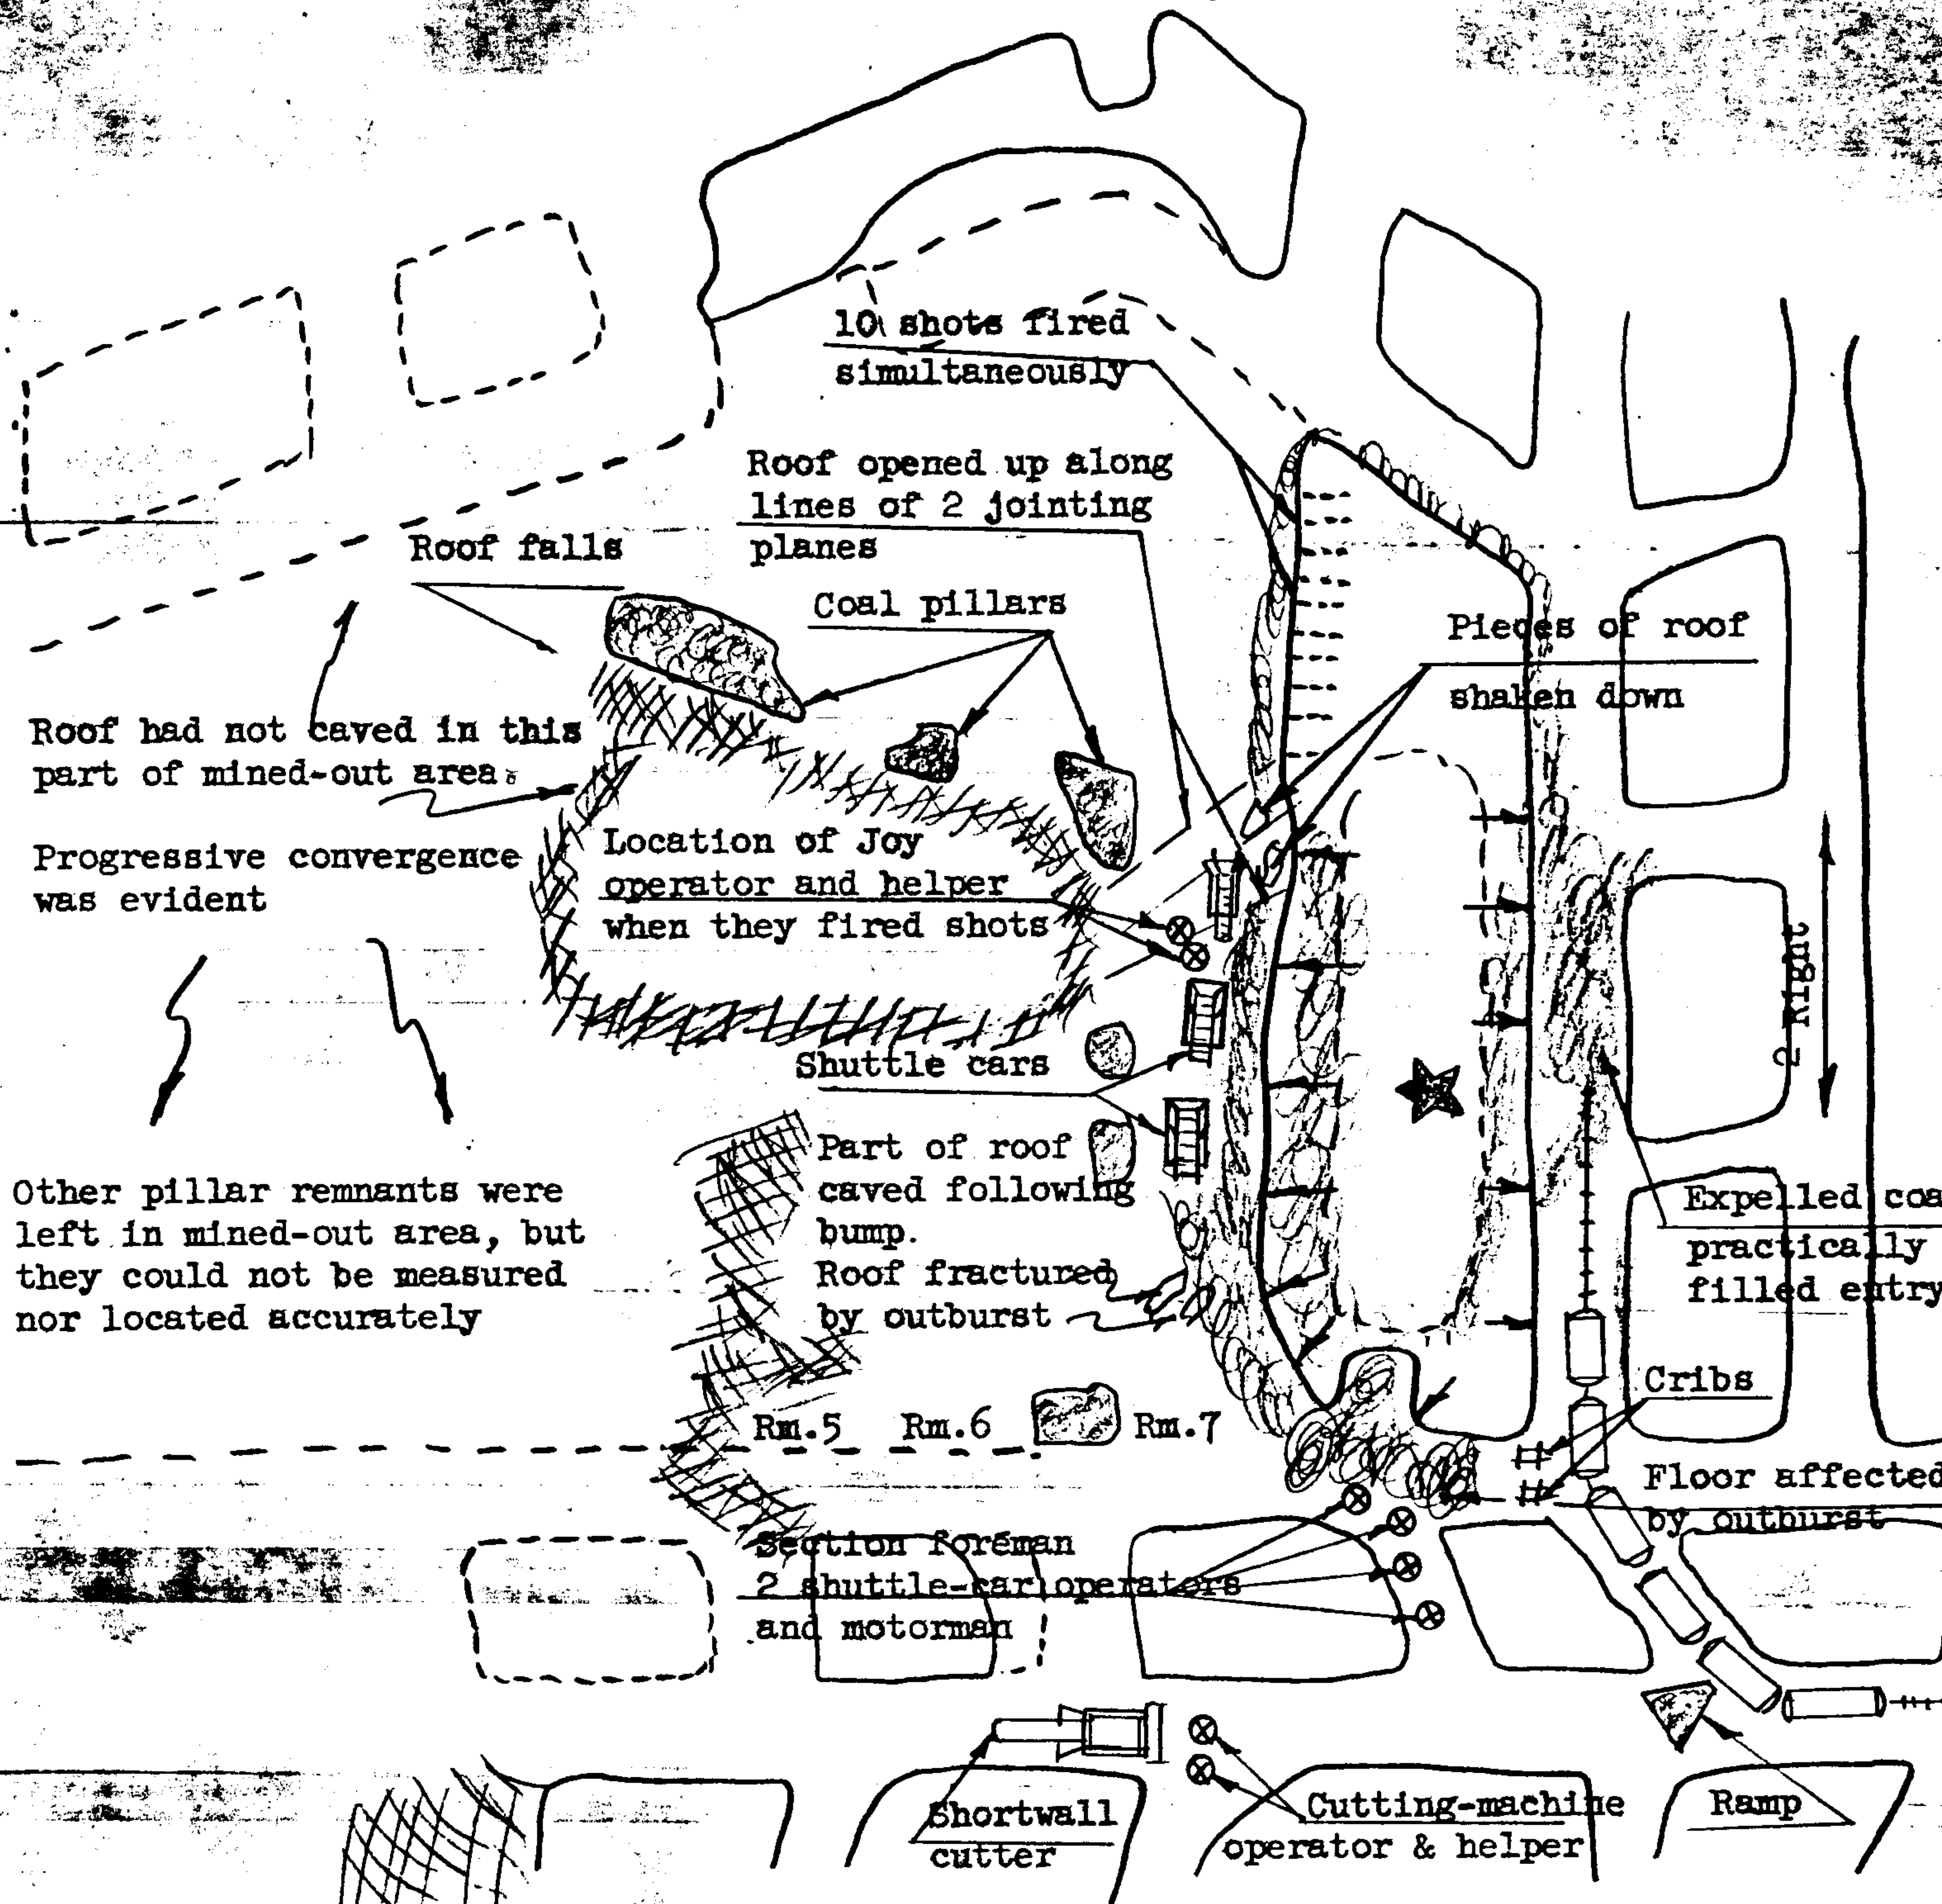 10 shots fired
simultaneously
Roof opened up along
lines of 2 jointing
planes
Roof falls
Coal pillars
Pieces of roof
shaken down
Roof had not caved in this
part of mined-out area.
Progressive convergence
was evident
Location of Joy
operator and helper
when they fired shots
2 Right
Shuttle cars
Part of roof
caved following
bump.
Roof fractured
by outburst
Other pillar remnants were
left in mined-out area, but
they could not be measured
nor located accurately
Expelled coa
practically
filled entry
Cribs
Rm.5 Rm.6 Rm.7
Floor affected
by outburst
Section foreman
2 shuttle-car operators
and motorman
Shortwall
cutter
Cutting-machine
operator & helper
Ramp